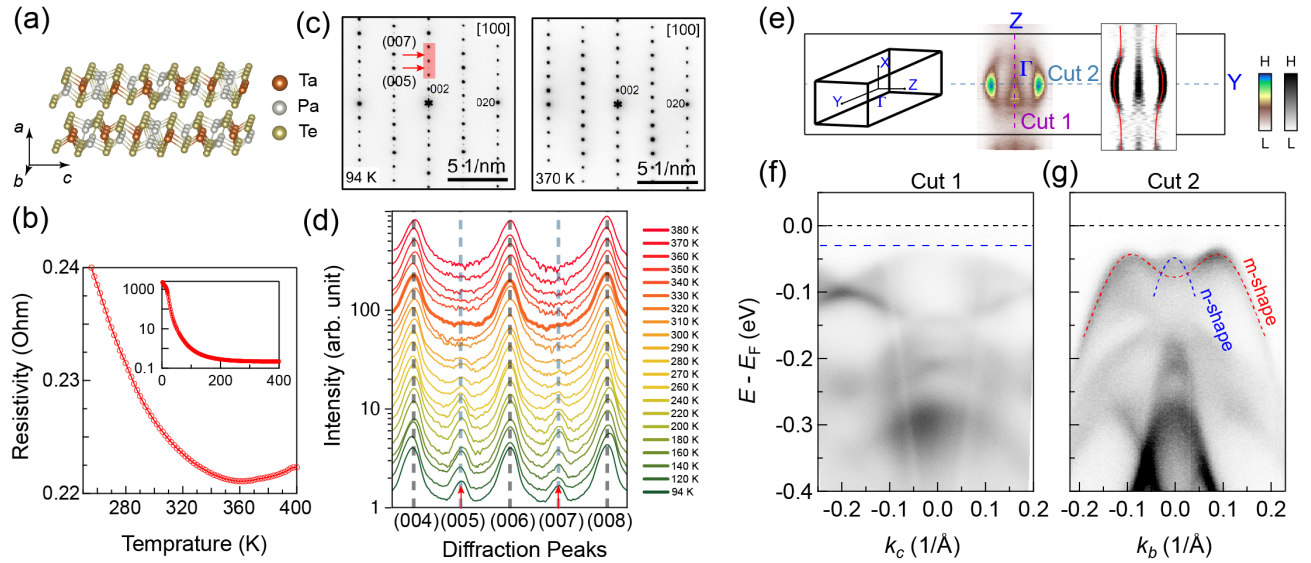 (a)
Ta
Pa
Te
a
b
c
(b)
Resistivity (Ohm)
0.24
0.23
0.22
1000
10
1
0.1
0
200
400
280
320
360
400
Temprature (K)
(c)
(007)
(005)
[100]
002
020
94 K
5 1/nm
[100]
002
020
370 K
5 1/nm
(d)
Intensity (arb. unit)
100
10
1
(004)
(005)
(006)
(007)
(008)
Diffraction Peaks
380 K
370 K
360 K
350 K
340 K
330 K
320 K
310 K
300 K
290 K
280 K
270 K
260 K
240 K
220 K
200 K
180 K
160 K
140 K
120 K
94 K
(e)
X
Y
Γ
Z
Z
Γ
Cut 2
Cut 1
Y
H
H
L
L
(f)
Cut 1
E - EF (eV)
0.0
-0.1
-0.2
-0.3
-0.4
-0.2
-0.1
0.0
0.1
0.2
kc (1/Å)
(g)
Cut 2
m-shape
n-shape
-0.2
-0.1
0.0
0.1
0.2
kb (1/Å)